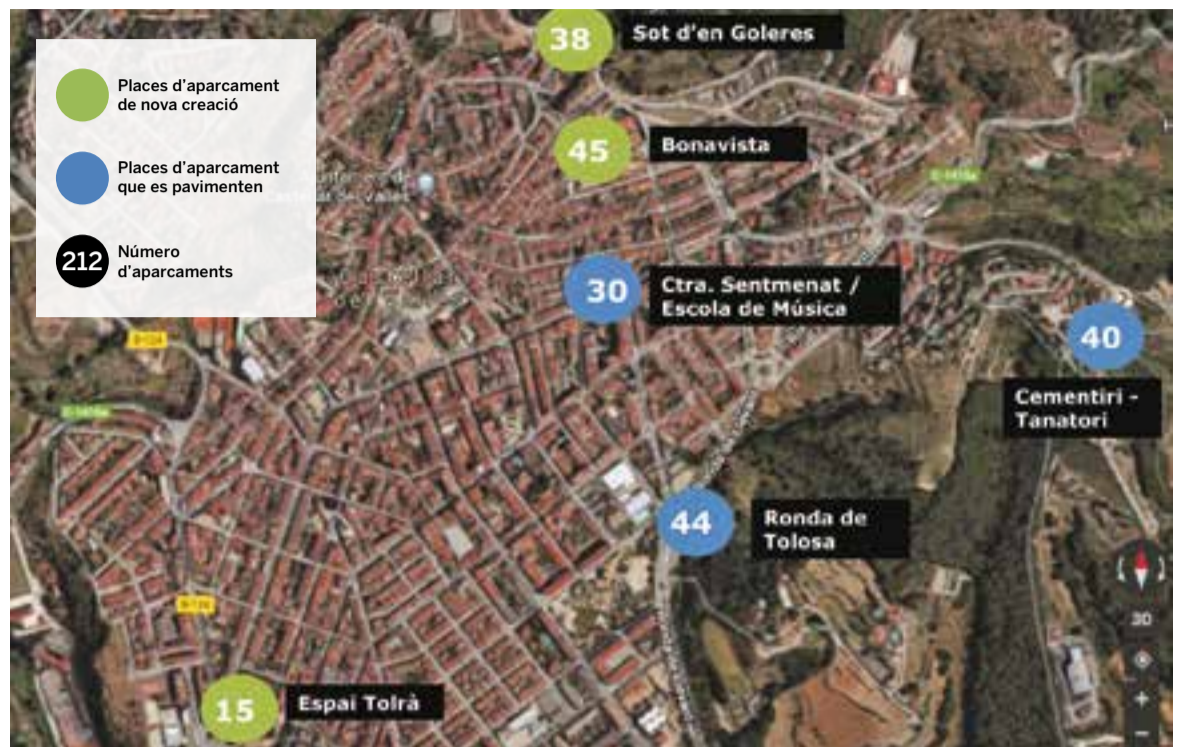 Places d'aparcament
de nova creació
Places d'aparcament
que es pavimenten
212
Número
d'aparcaments
38
Sot d'en Goleres
45
Bonavista
30
Ctra. Sentmenat /
Escola de Música
40
Cementiri -
Tanatori
44
Ronda de
Tolosa
15
Espai Tolrà
3D
+
-